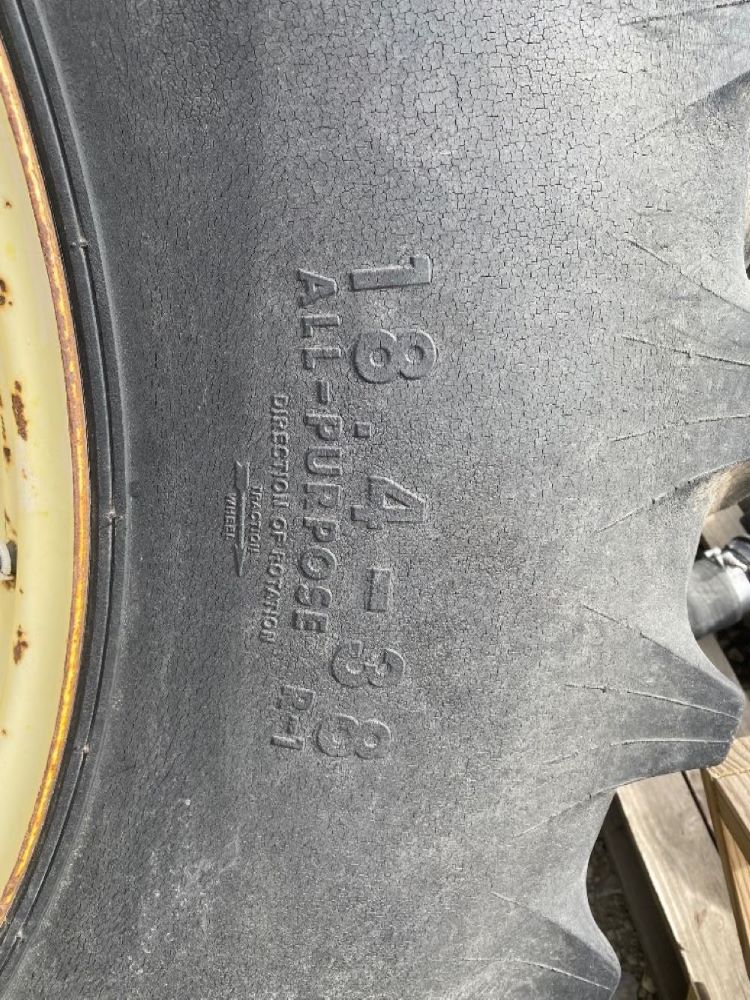 18.4-38
ALL-PURPOSE R-1
DIRECTION OF ROTATION
TRACTION
WHEEL